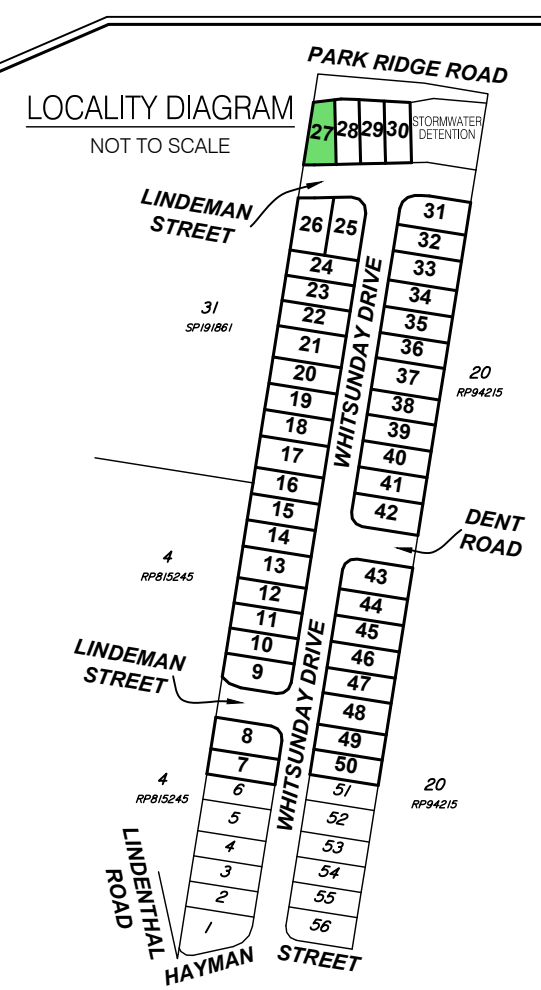 PARK RIDGE ROAD
LOCALITY DIAGRAM
NOT TO SCALE
27 28 29 30
STORMWATER
DETENTION
LINDEMAN
STREET
26 25
24
23
22
21
20
19
18
17
16
15
14
13
12
11
10
9
31
SP191861
WHITSUNDAY DRIVE
31
32
33
34
35
36
37
38
39
40
41
42
20
RP94215
DENT
ROAD
4
RP815245
LINDEMAN
STREET
WHITSUNDAY DRIVE
43
44
45
46
47
48
49
50
51
52
53
54
55
56
8
7
6
5
4
3
2
1
4
RP815245
20
RP94215
LINDENTHAL
ROAD
HAYMAN STREET